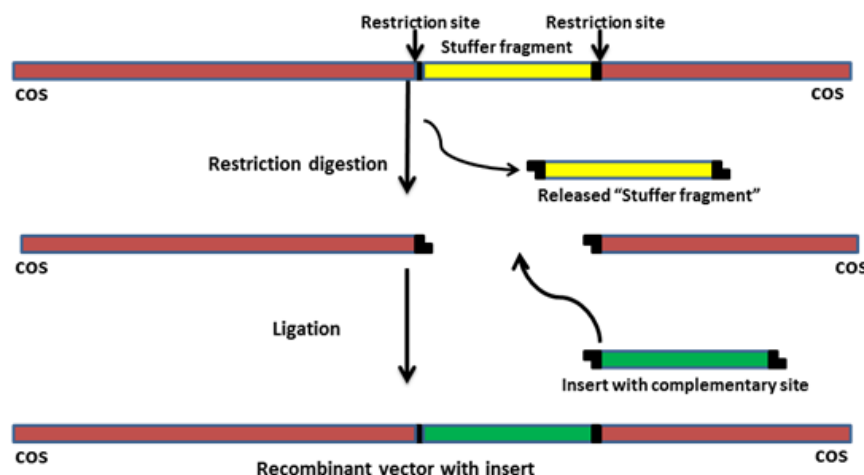 Restriction site
Restriction site
Stuffer fragment
cos
cos
Restriction digestion
Released “Stuffer fragment”
cos
cos
Ligation
Insert with complementary site
cos
cos
Recombinant vector with insert